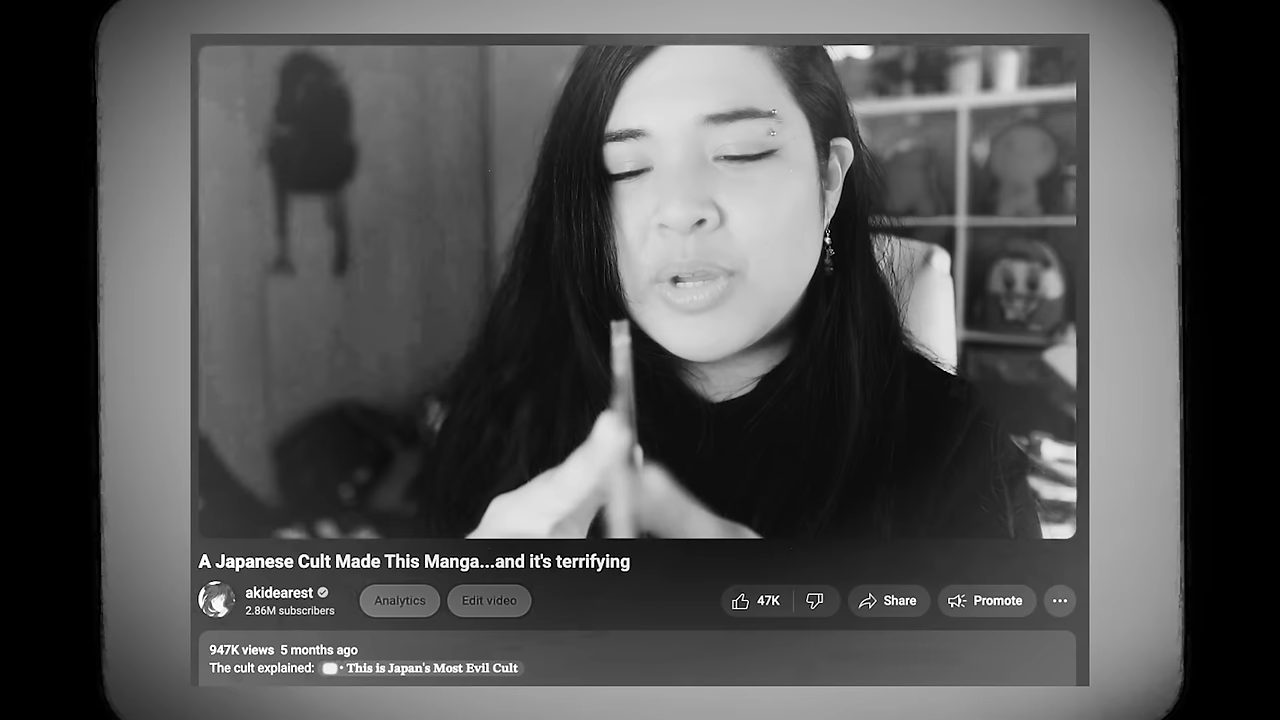 A Japanese Cult Made This Manga...and it's terrifying
akidearest
2.86M subscribers
Analytics
Edit video
47K
Share
Promote
947K views 5 months ago
The cult explained: • This is Japan's Most Evil Cult